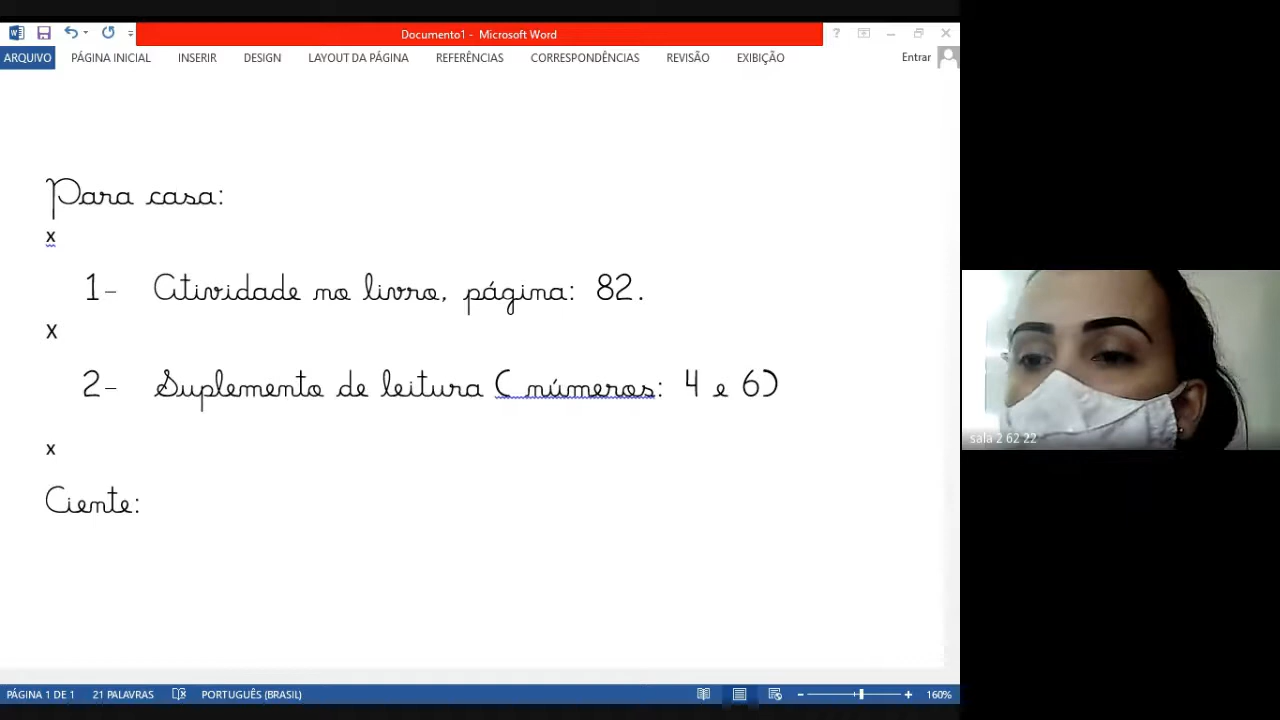 Documento1 - Microsoft Word
?
ARQUIVO PÁGINA INICIAL INSERIR DESIGN LAYOUT DA PÁGINA REFERÊNCIAS CORRESPONDÊNCIAS REVISÃO EXIBIÇÃO Entrar
Para casa:
x
1- Atividade no livro, página: 82.
X
2- Suplemento de leitura ( números: 4 e 6)
x
Ciente:
sala 2 62 22
PÁGINA 1 DE 1 21 PALAVRAS PORTUGUÊS (BRASIL) 160%